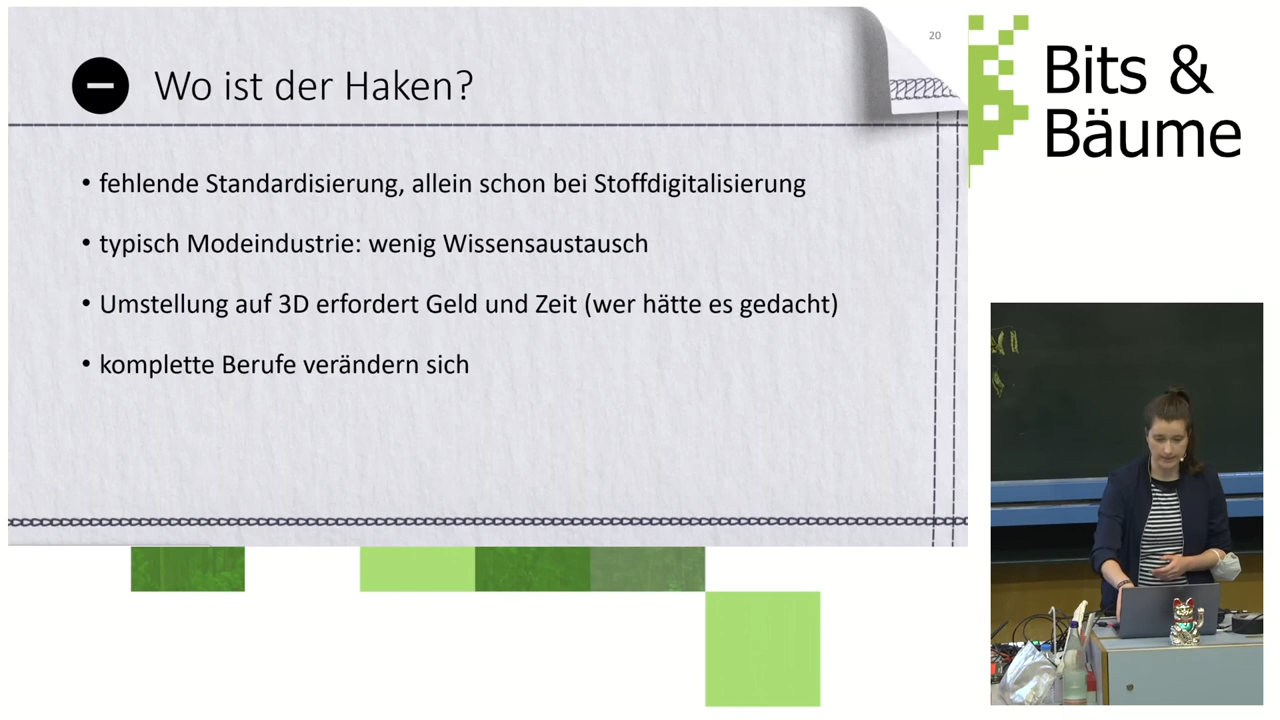 20
Wo ist der Haken?
• fehlende Standardisierung, allein schon bei Stoffdigitalisierung
• typisch Modeindustrie: wenig Wissensaustausch
• Umstellung auf 3D erfordert Geld und Zeit (wer hätte es gedacht)
• komplette Berufe verändern sich
Bits &
Bäume